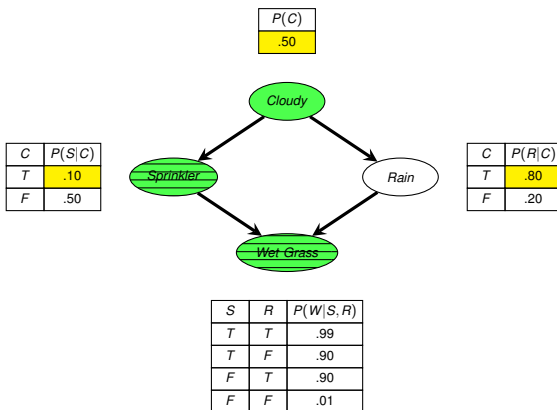 P(C)
.50
Cloudy
C P(S|C)
T .10
F .50
Sprinkler
Rain
C P(R|C)
T .80
F .20
Wet Grass
S R P(W|S, R)
T T .99
T F .90
F T .90
F F .01